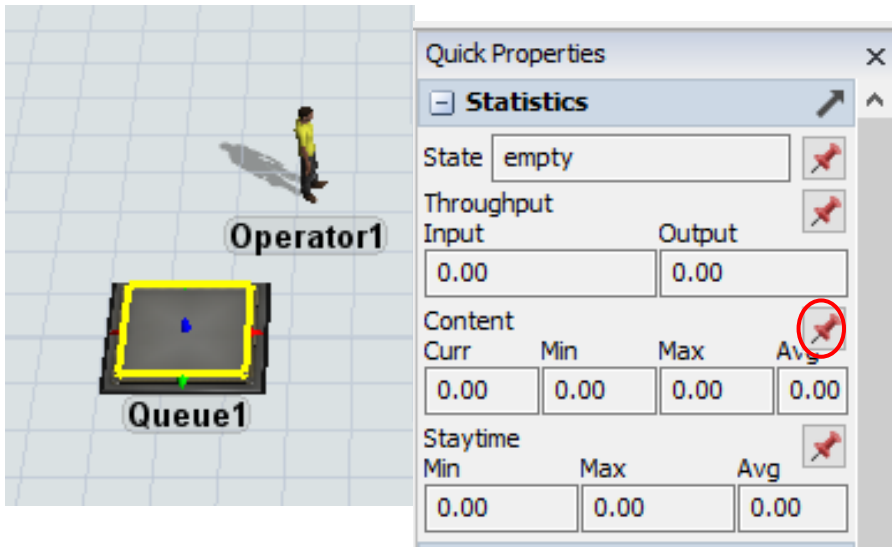 Operator1
Queue1
Quick Properties
Statistics
State empty
Throughput
Input Output
0.00 0.00
Content
Curr Min Max Avg
0.00 0.00 0.00 0.00
Staytime
Min Max Avg
0.00 0.00 0.00